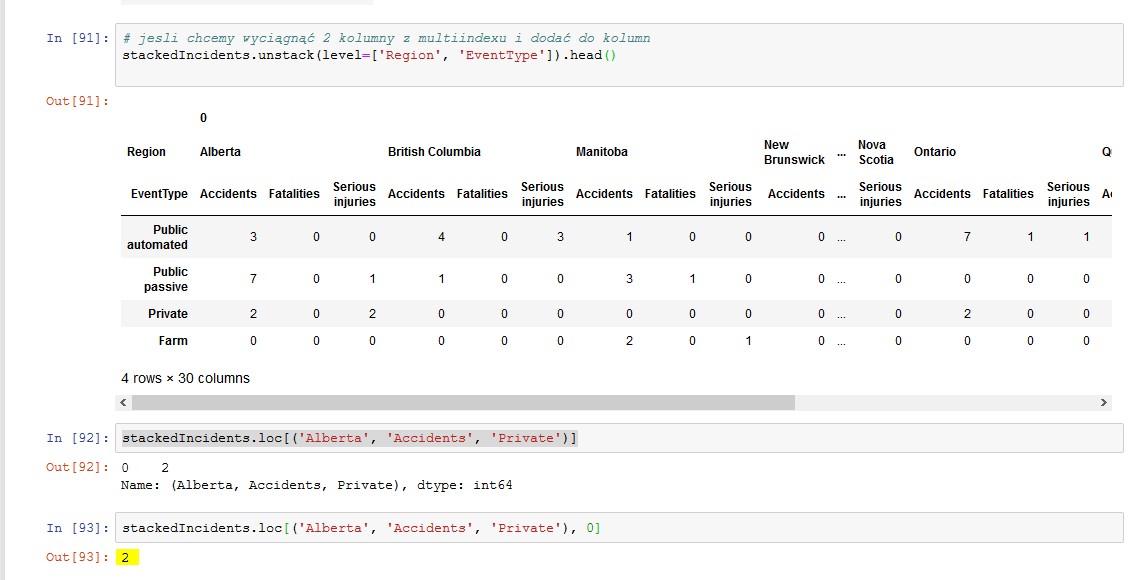 In [91]: # jesli chcemy wyciągnąć 2 kolumny z multiindexu i dodać do kolumn
stackedIncidents.unstack(level=['Region', 'EventType']).head()
Out[91]:
0
Region Alberta British Columbia Manitoba New Brunswick ... Nova Scotia Ontario Q
EventType Accidents Fatalities Serious injuries Accidents Fatalities Serious injuries Accidents Fatalities Serious injuries Accidents ... Serious injuries Accidents Fatalities Serious injuries
Public automated 3 0 0 4 0 3 1 0 0 0 ... 0 7 1 1
Public passive 7 0 1 1 0 0 3 1 0 0 ... 0 0 0 0
Private 2 0 2 0 0 0 0 0 0 0 ... 0 2 0 0
Farm 0 0 0 0 0 0 2 0 1 0 ... 0 0 0 0
4 rows × 30 columns
In [92]: stackedIncidents.loc[('Alberta', 'Accidents', 'Private')]
Out[92]: 0    2
Name: (Alberta, Accidents, Private), dtype: int64
In [93]: stackedIncidents.loc[('Alberta', 'Accidents', 'Private'), 0]
Out[93]: 2